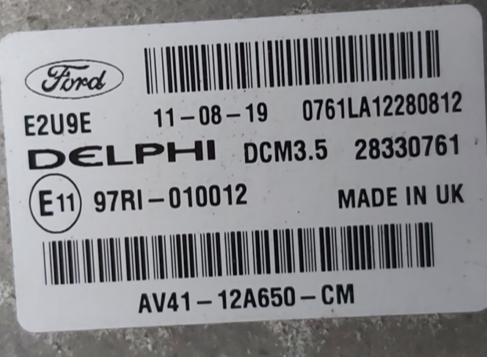 Ford
E2U9E 11-08-19 0761LA12280812
DELPHI DCM3.5 28330761
E11 97RI-010012 MADE IN UK
AV41-12A650-CM